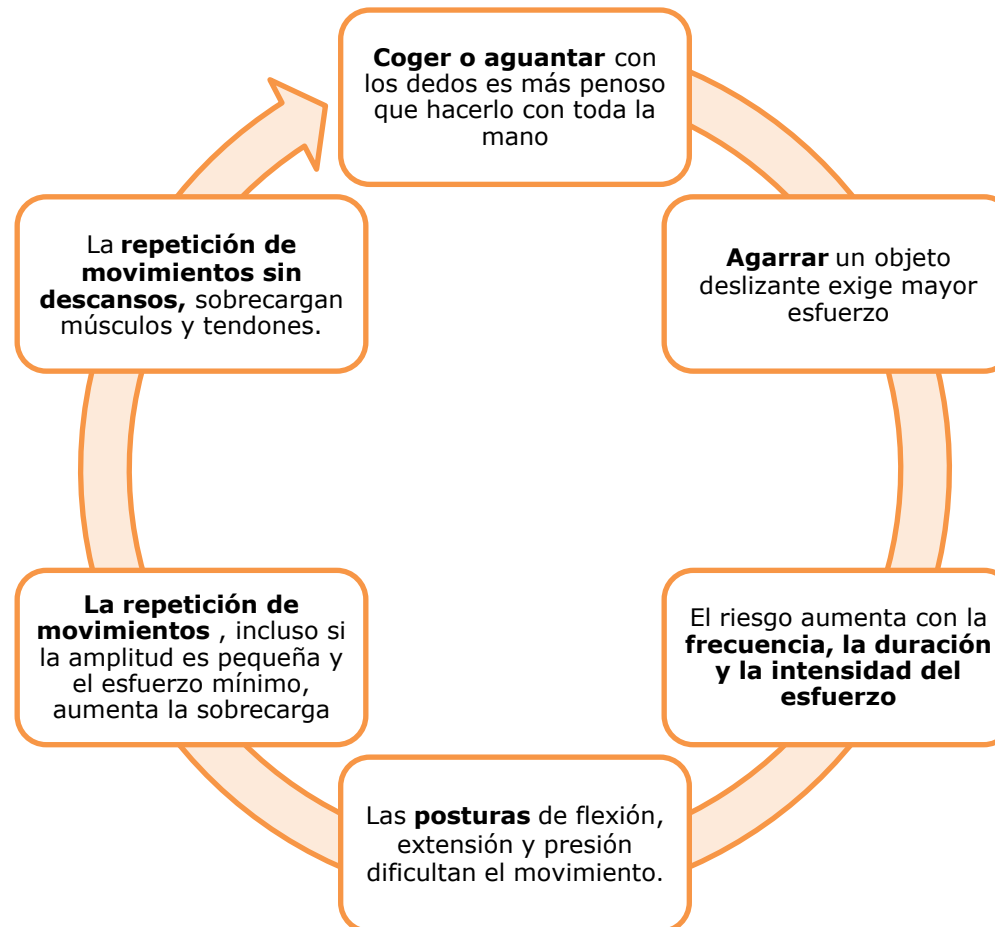 Coger o aguantar con
los dedos es más penoso
que hacerlo con toda la
mano
Agarrar un objeto
deslizante exige mayor
esfuerzo
El riesgo aumenta con la
frecuencia, la duración
y la intensidad del
esfuerzo
Las posturas de flexión,
extensión y presión
dificultan el movimiento.
La repetición de
movimientos , incluso si
la amplitud es pequeña y
el esfuerzo mínimo,
aumenta la sobrecarga
La repetición de
movimientos sin
descansos, sobrecargan
músculos y tendones.